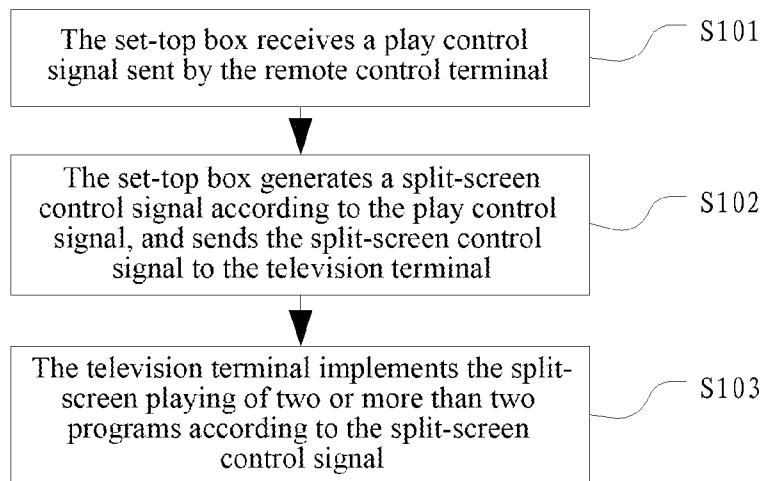 The set-top box receives a play control
signal sent by the remote control terminal
S101
The set-top box generates a split-screen
control signal according to the play control
signal, and sends the split-screen control
signal to the television terminal
S102
The television terminal implements the split-
screen playing of two or more than two
programs according to the split-screen
control signal
S103